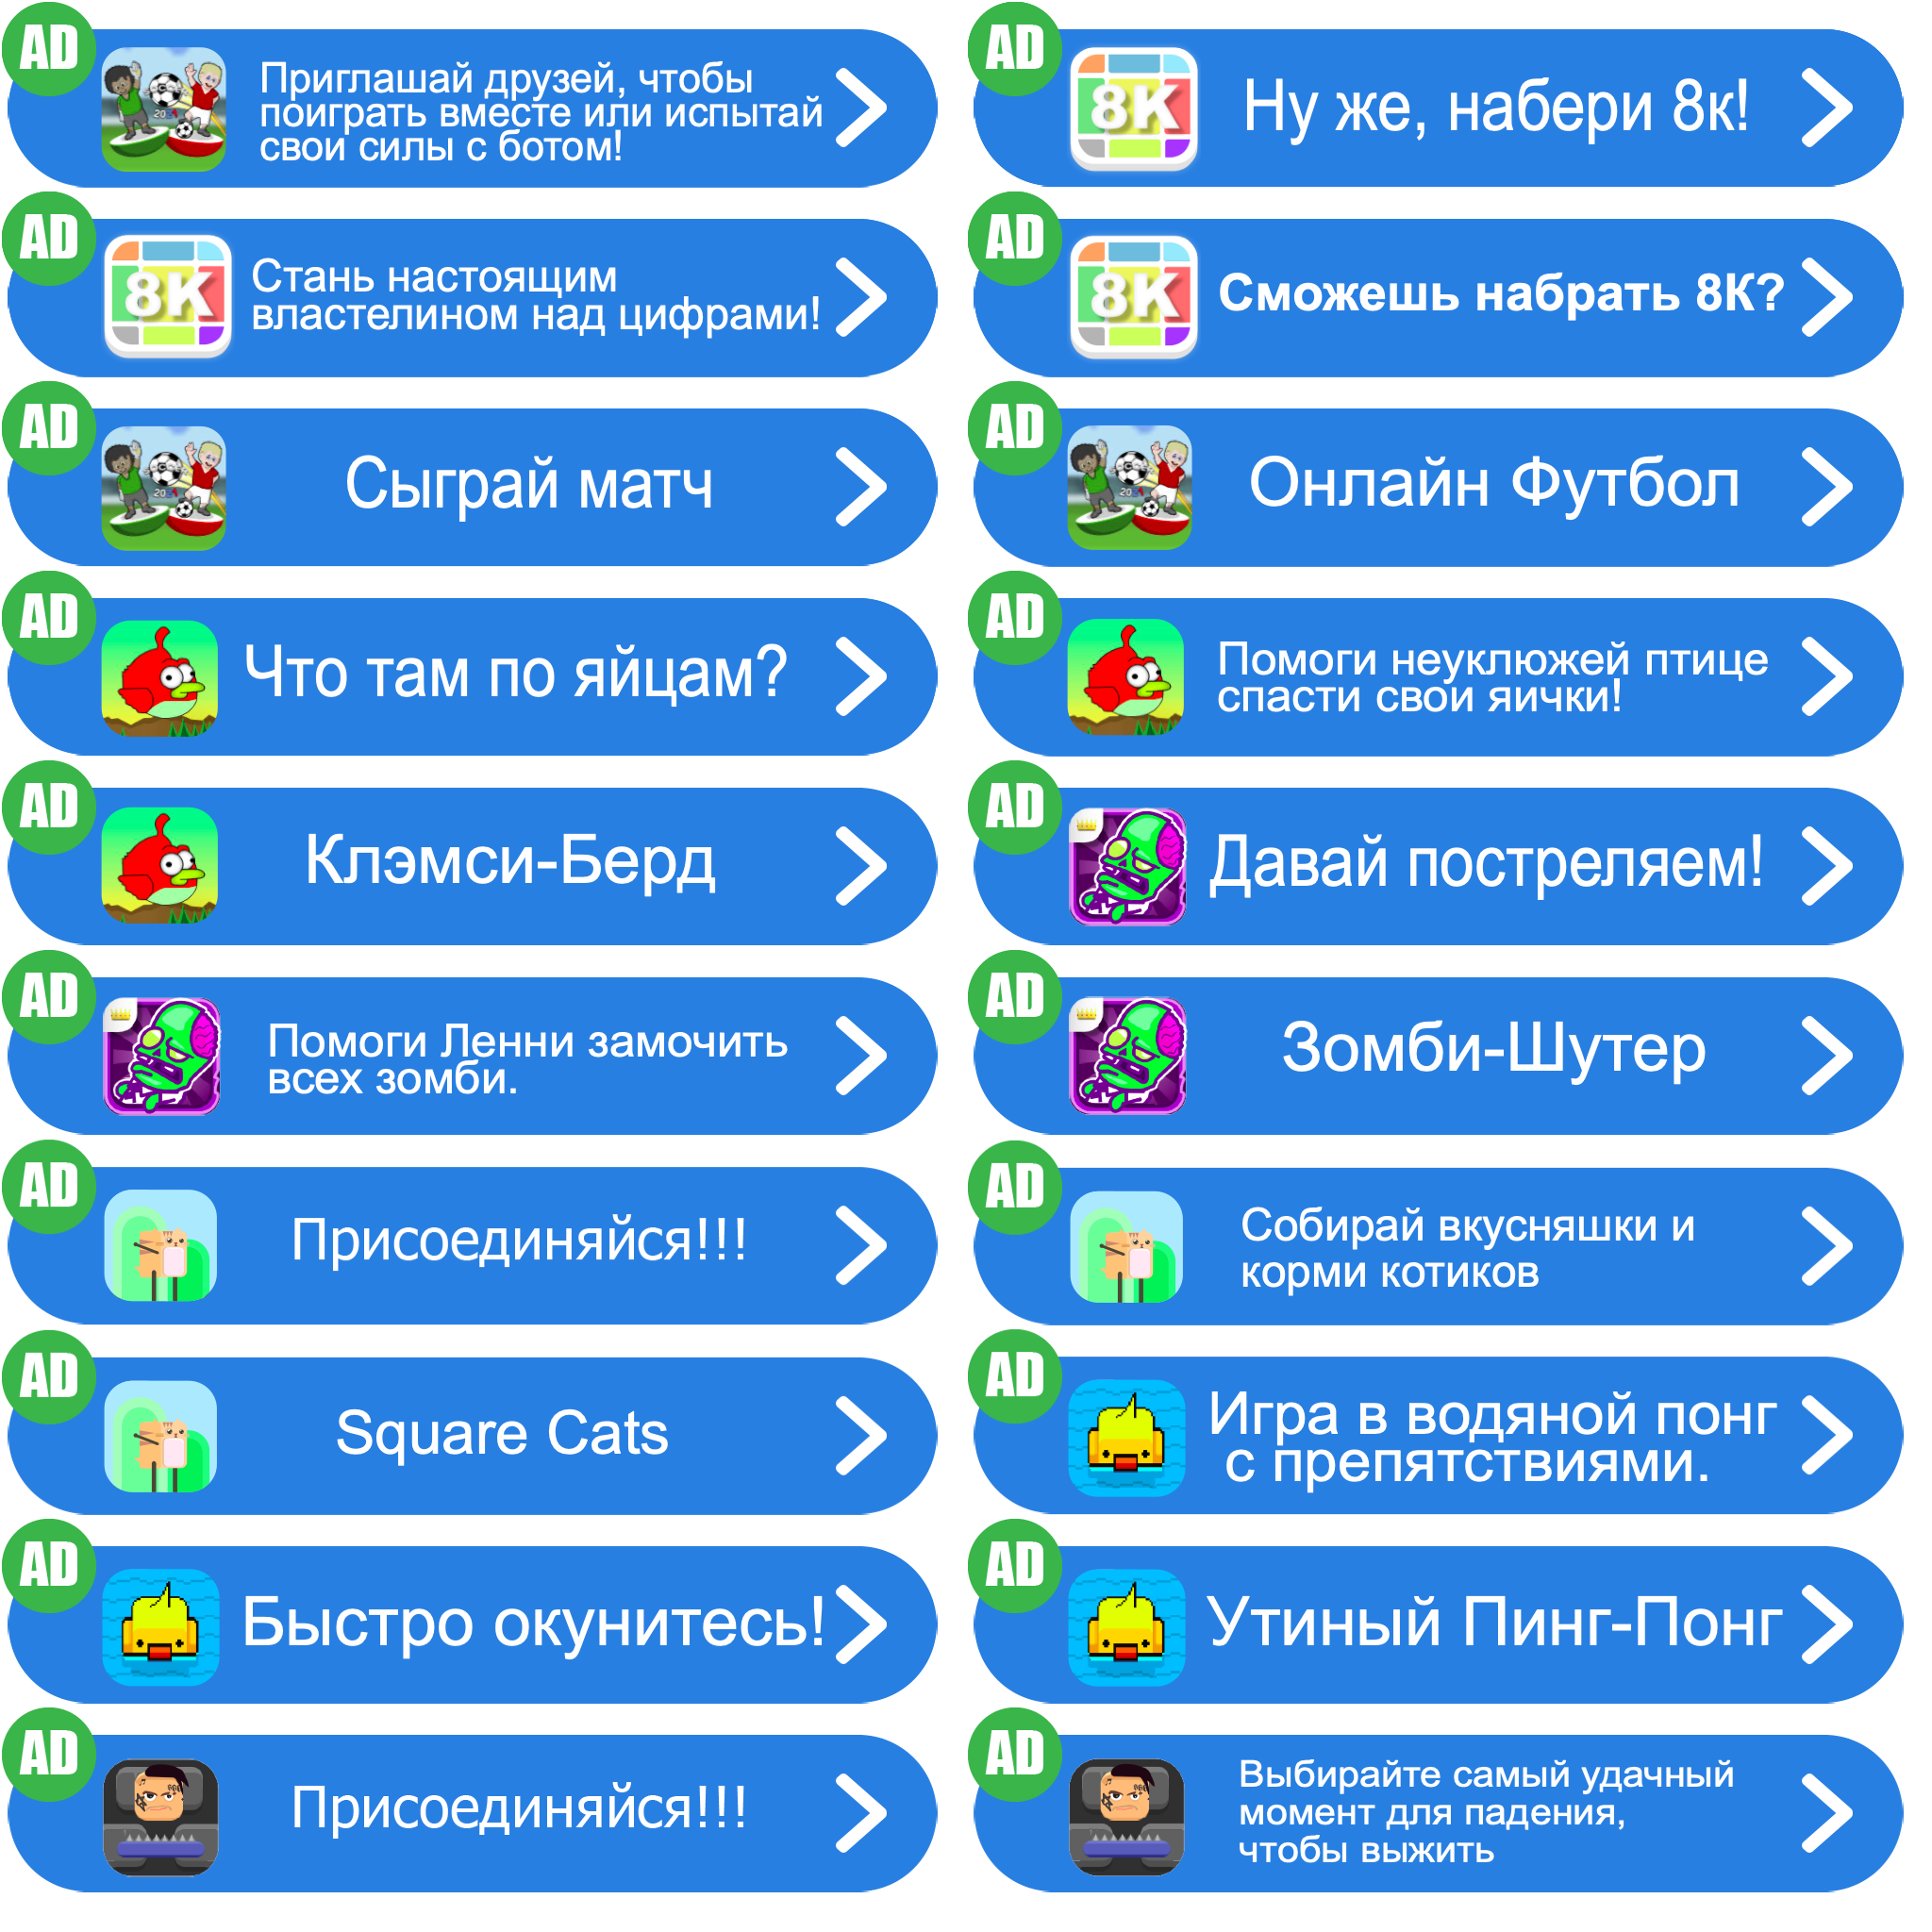 AD
Приглашай друзей, чтобы
поиграть вместе или испытай
свои силы с ботом!
AD
8K
Ну же, набери 8к!
AD
8K
Стань настоящим
властелином над цифрами!
AD
8K
Сможешь набрать 8К?
AD
Сыграй матч
AD
Онлайн Футбол
AD
Что там по яйцам?
AD
Помоги неуклюжей птице
спасти свои яички!
AD
Клэмси-Берд
AD
Давай постреляем!
AD
Помоги Ленни замочить
всех зомби.
AD
Зомби-Шутер
AD
Присоединяйся!!!
AD
Собирай вкусняшки и
корми котиков
AD
Square Cats
AD
Игра в водяной понг
с препятствиями.
AD
Быстро окунитесь!
AD
Утиный Пинг-Понг
AD
Присоединяйся!!!
AD
Выбирайте самый удачный
момент для падения,
чтобы выжить